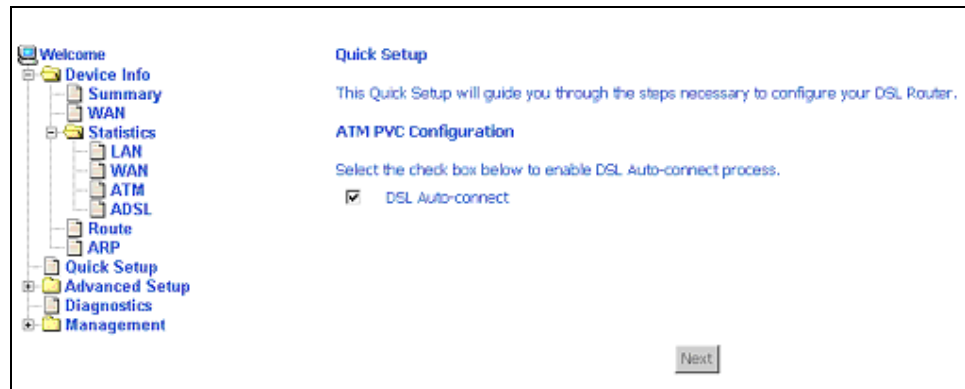 Welcome
Device Info
Summary
WAN
Statistics
LAN
WAN
ATM
ADSL
Route
ARP
Quick Setup
Advanced Setup
Diagnostics
Management
Quick Setup
This Quick Setup will guide you through the steps necessary to configure your DSL Router.
ATM PVC Configuration
Select the check box below to enable DSL Auto-connect process.
DSL Auto-connect
Next